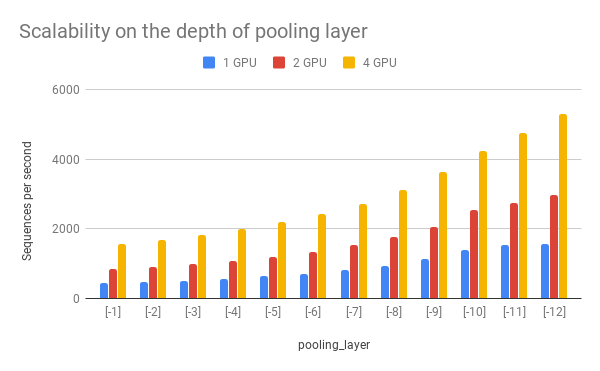 Scalability on the depth of pooling layer
1 GPU 2 GPU 4 GPU
6000
4000
2000
0
Sequences per second
[-1] [-2] [-3] [-4] [-5] [-6] [-7] [-8] [-9] [-10] [-11] [-12]
pooling_layer